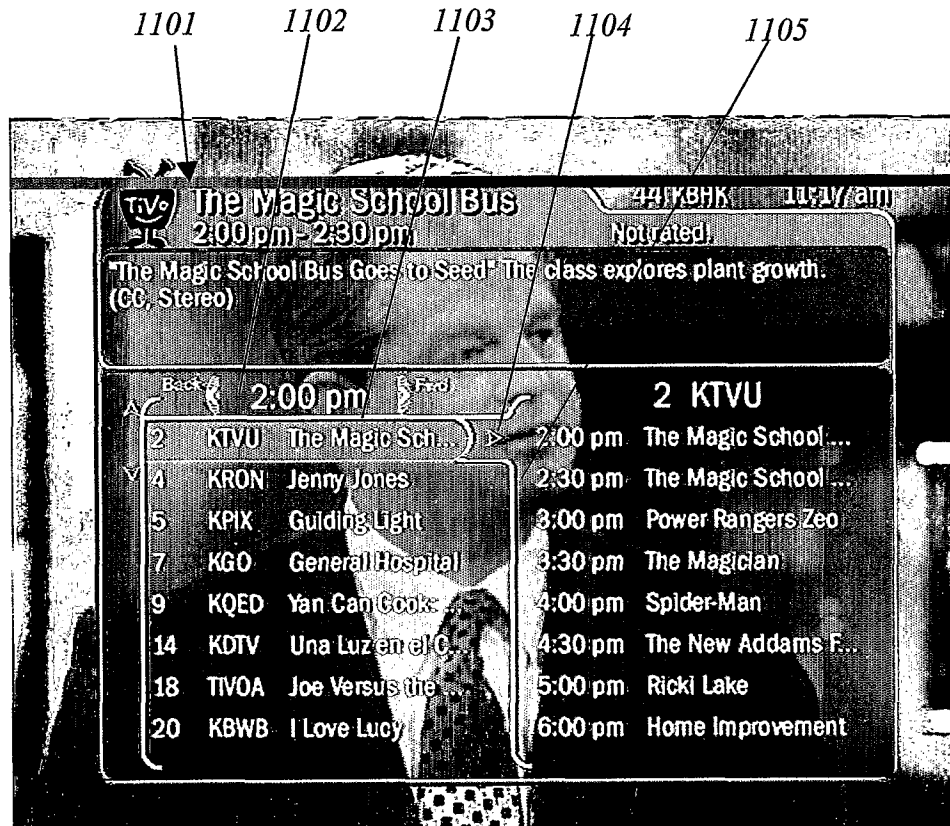 1101 1102 1103 1104 1105
TiVo The Magic School Bus 44 KBHK 11:17 am
2:00 pm - 2:30 pm Not rated
"The Magic School Bus Goes to Seed" The class explores plant growth.
(CC, Stereo)
Back 2:00 pm Fwd 2 KTVU
2 KTVU The Magic Sch... 2:00 pm The Magic School ...
4 KRON Jenny Jones 2:30 pm The Magic School ...
5 KPIX Guiding Light 3:00 pm Power Rangers Zeo
7 KGO General Hospital 3:30 pm The Magician
9 KQED Yan Can Cook: ... 4:00 pm Spider-Man
14 KDTV Una Luz en el C... 4:30 pm The New Addams F...
18 TIVOA Joe Versus the ... 5:00 pm Ricki Lake
20 KBWB I Love Lucy 6:00 pm Home Improvement